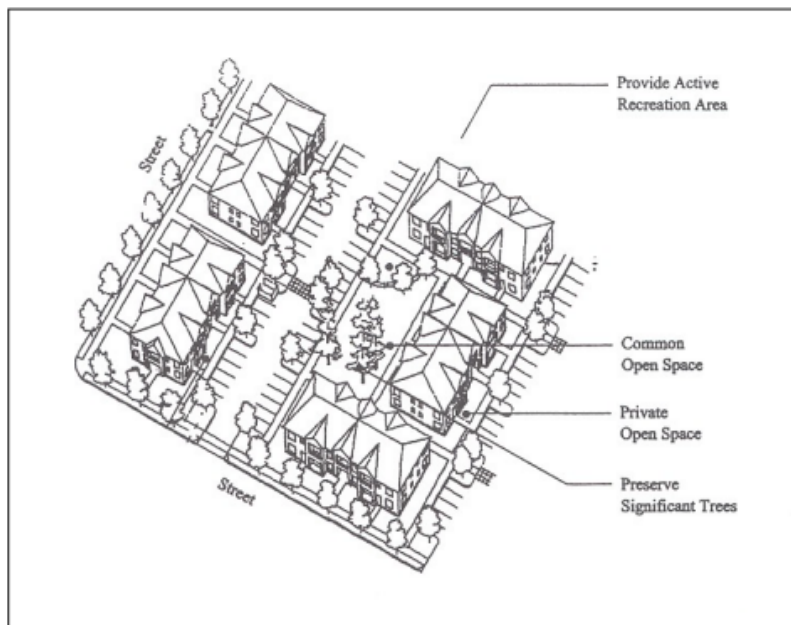 Provide Active
Recreation Area
Street
Common
Open Space
Private
Open Space
Preserve
Significant Trees
Street